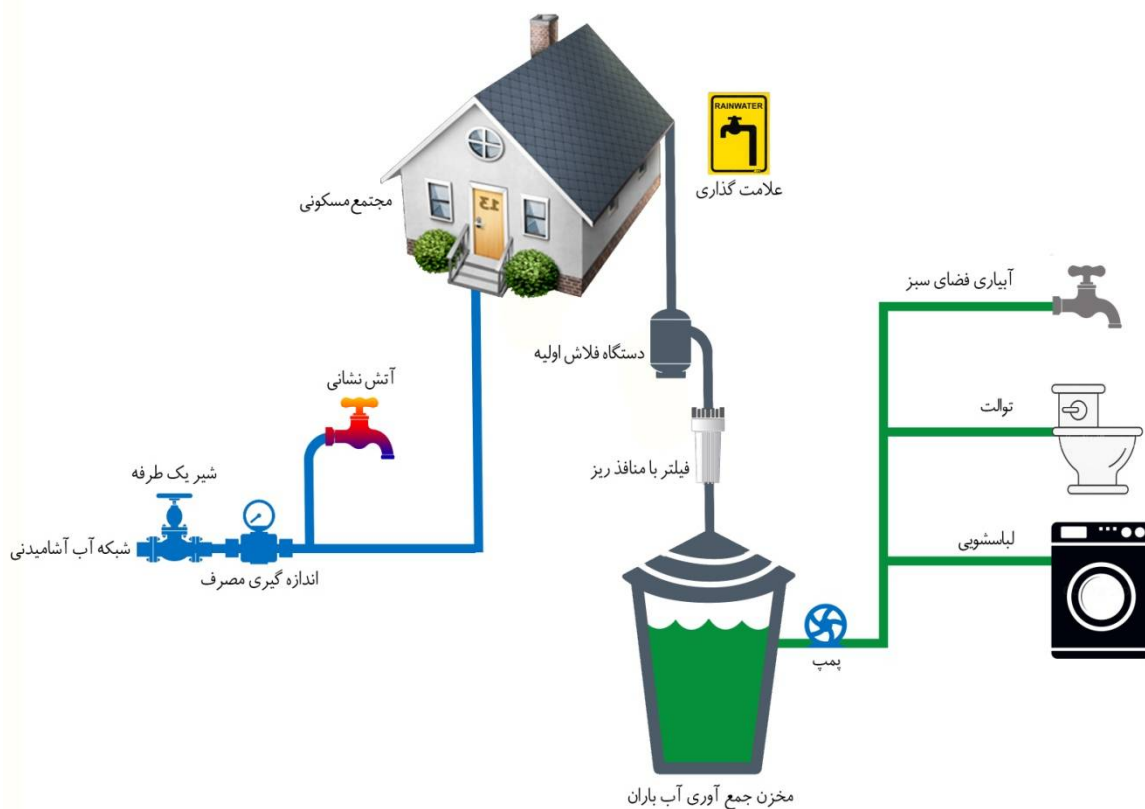 RAINWATER
علامت گذاری
مجتمع مسکونی
13
آبیاری فضای سبز
دستگاه فلاش اولیه
آتش نشانی
توالت
فیلتر با منافذ ریز
شیر یک طرفه
شبکه آب آشامیدنی
اندازه گیری مصرف
لباسشویی
پمپ
مخزن جمع آوری آب باران